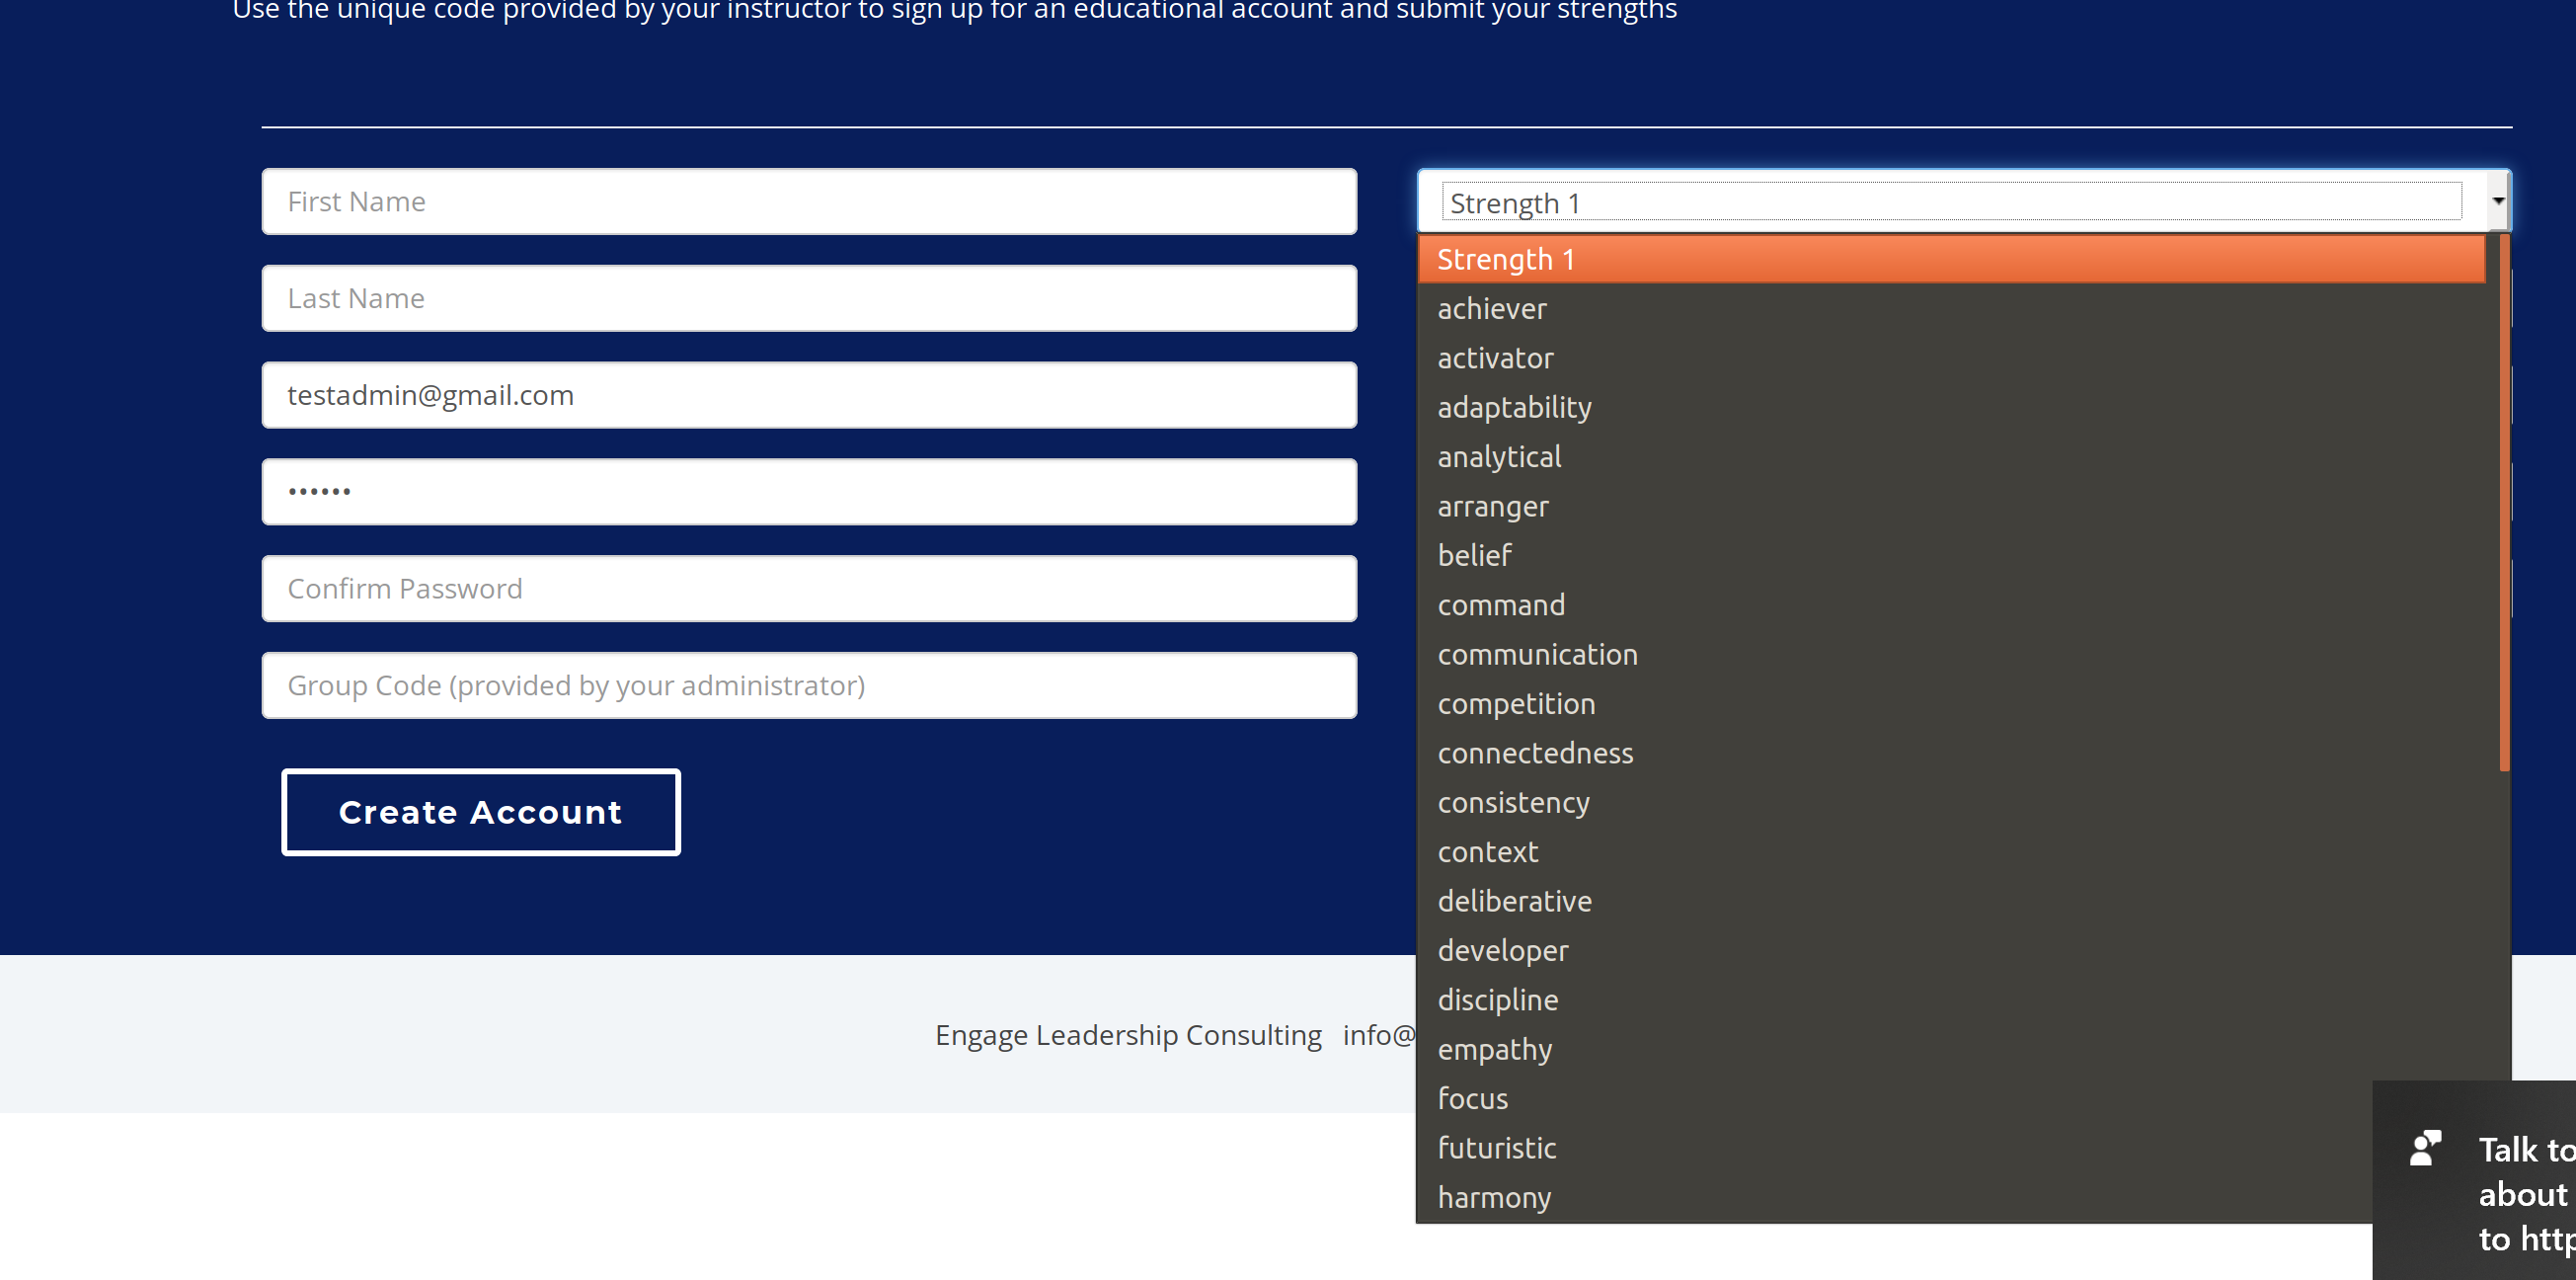 Use the unique code provided by your instructor to sign up for an educational account and submit your strengths
First Name
Last Name
testadmin@gmail.com
••••••
Confirm Password
Group Code (provided by your administrator)
Create Account
Strength 1
Strength 1
achiever
activator
adaptability
analytical
arranger
belief
command
communication
competition
connectedness
consistency
context
deliberative
developer
discipline
empathy
focus
futuristic
harmony
Engage Leadership Consulting info@
Talk to
about
to http